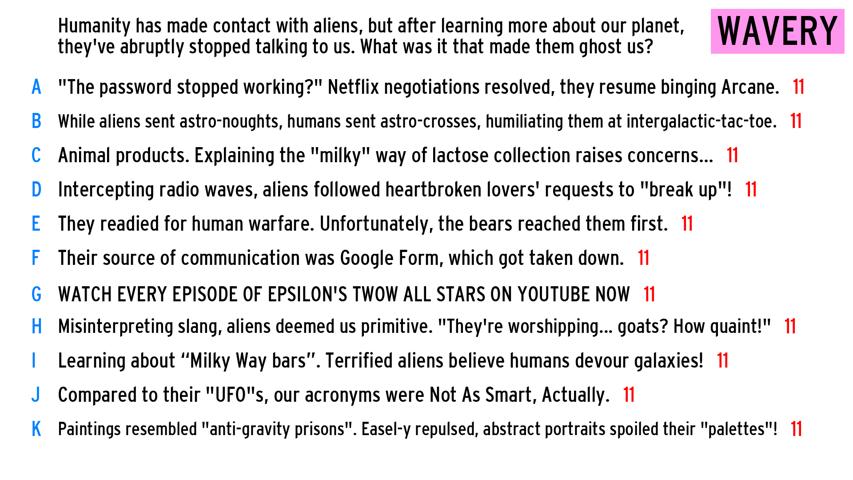 Humanity has made contact with aliens, but after learning more about our planet,
they've abruptly stopped talking to us. What was it that made them ghost us?
WAVERY
A "The password stopped working?" Netflix negotiations resolved, they resume binging Arcane. 11
B While aliens sent astro-noughts, humans sent astro-crosses, humiliating them at intergalactic-tac-toe. 11
C Animal products. Explaining the "milky" way of lactose collection raises concerns... 11
D Intercepting radio waves, aliens followed heartbroken lovers' requests to "break up"! 11
E They readied for human warfare. Unfortunately, the bears reached them first. 11
F Their source of communication was Google Form, which got taken down. 11
G WATCH EVERY EPISODE OF EPSILON'S TWOW ALL STARS ON YOUTUBE NOW 11
H Misinterpreting slang, aliens deemed us primitive. "They're worshipping... goats? How quaint!" 11
I Learning about “Milky Way bars”. Terrified aliens believe humans devour galaxies! 11
J Compared to their "UFO"s, our acronyms were Not As Smart, Actually. 11
K Paintings resembled "anti-gravity prisons". Easel-y repulsed, abstract portraits spoiled their "palettes"! 11